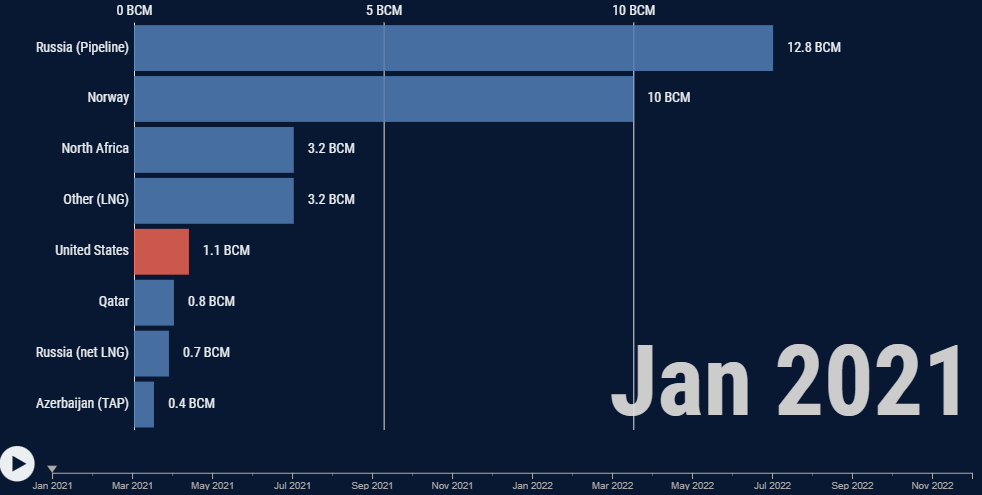 0 BCM 5 BCM 10 BCM
Russia (Pipeline) 12.8 BCM
Norway 10 BCM
North Africa 3.2 BCM
Other (LNG) 3.2 BCM
United States 1.1 BCM
Qatar 0.8 BCM
Russia (net LNG) 0.7 BCM
Azerbaijan (TAP) 0.4 BCM
Jan 2021
Jan 2021 Mar 2021 May 2021 Jul 2021 Sep 2021 Nov 2021 Jan 2022 Mar 2022 May 2022 Jul 2022 Sep 2022 Nov 2022